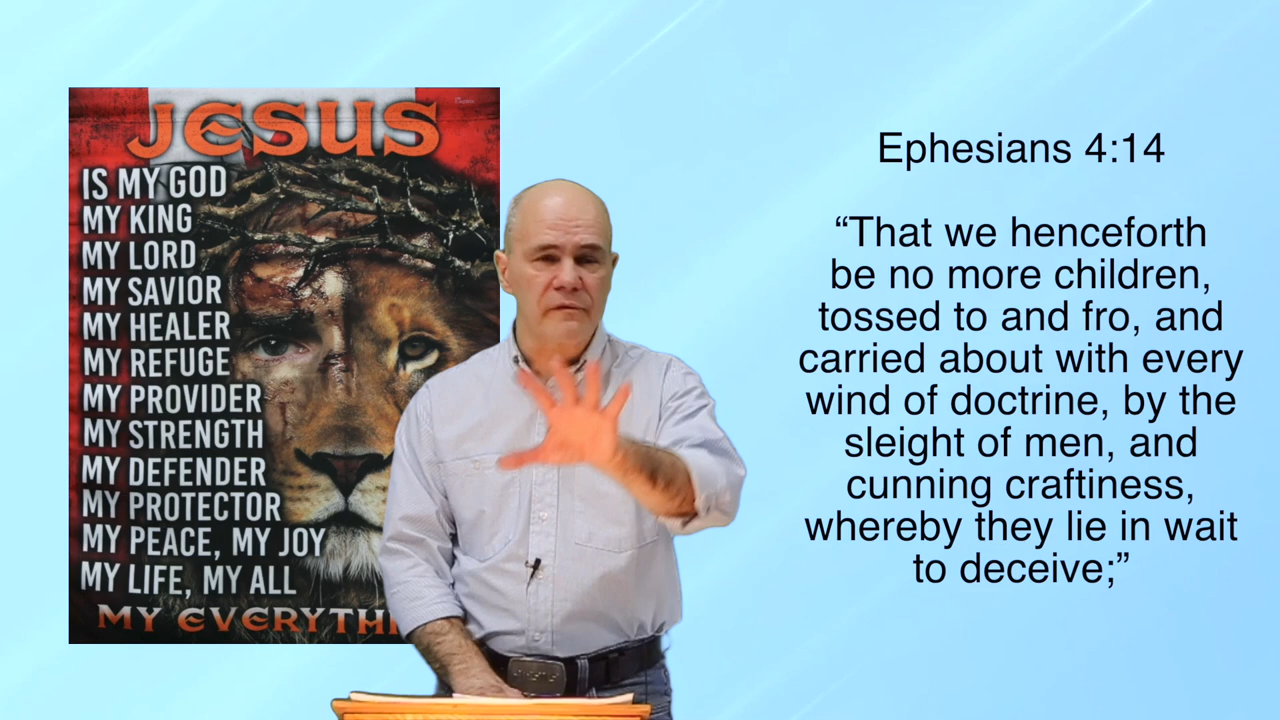 JESUS
IS MY GOD
MY KING
MY LORD
MY SAVIOR
MY HEALER
MY REFUGE
MY PROVIDER
MY STRENGTH
MY DEFENDER
MY PROTECTOR
MY PEACE, MY JOY
MY LIFE, MY ALL
MY EVERYTHI
Ephesians 4:14
“That we henceforth
be no more children,
tossed to and fro, and
carried about with every
wind of doctrine, by the
sleight of men, and
cunning craftiness,
whereby they lie in wait
to deceive;”